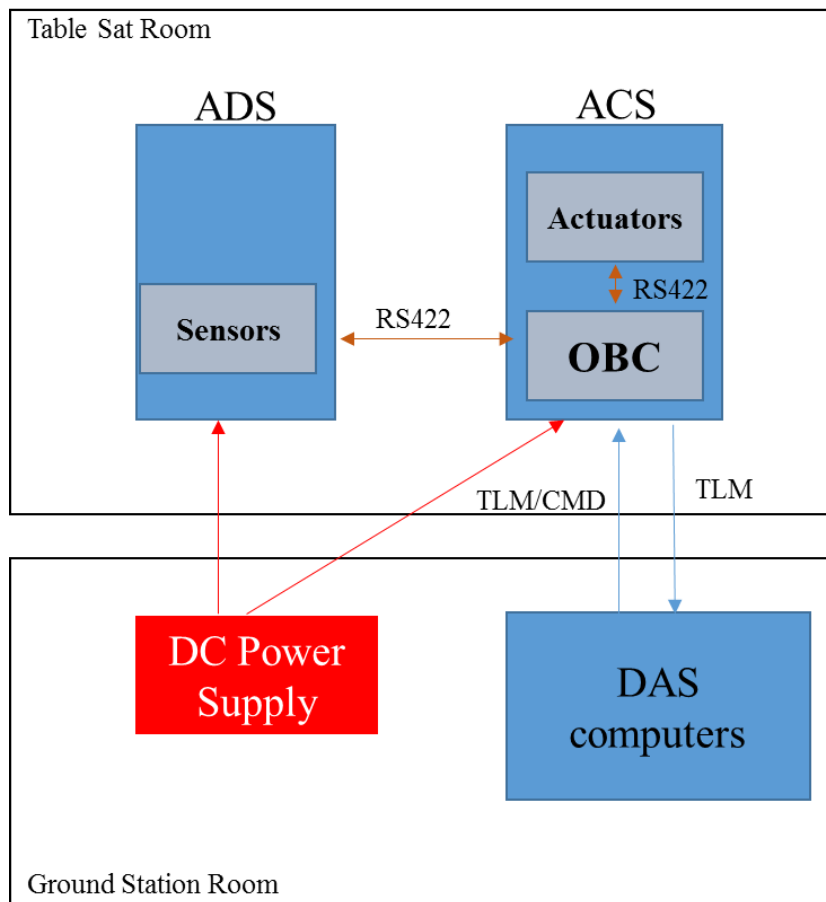 Table Sat Room
ADS
ACS
Actuators
RS422
Sensors
RS422
OBC
TLM/CMD
TLM
DC Power
Supply
DAS
computers
Ground Station Room